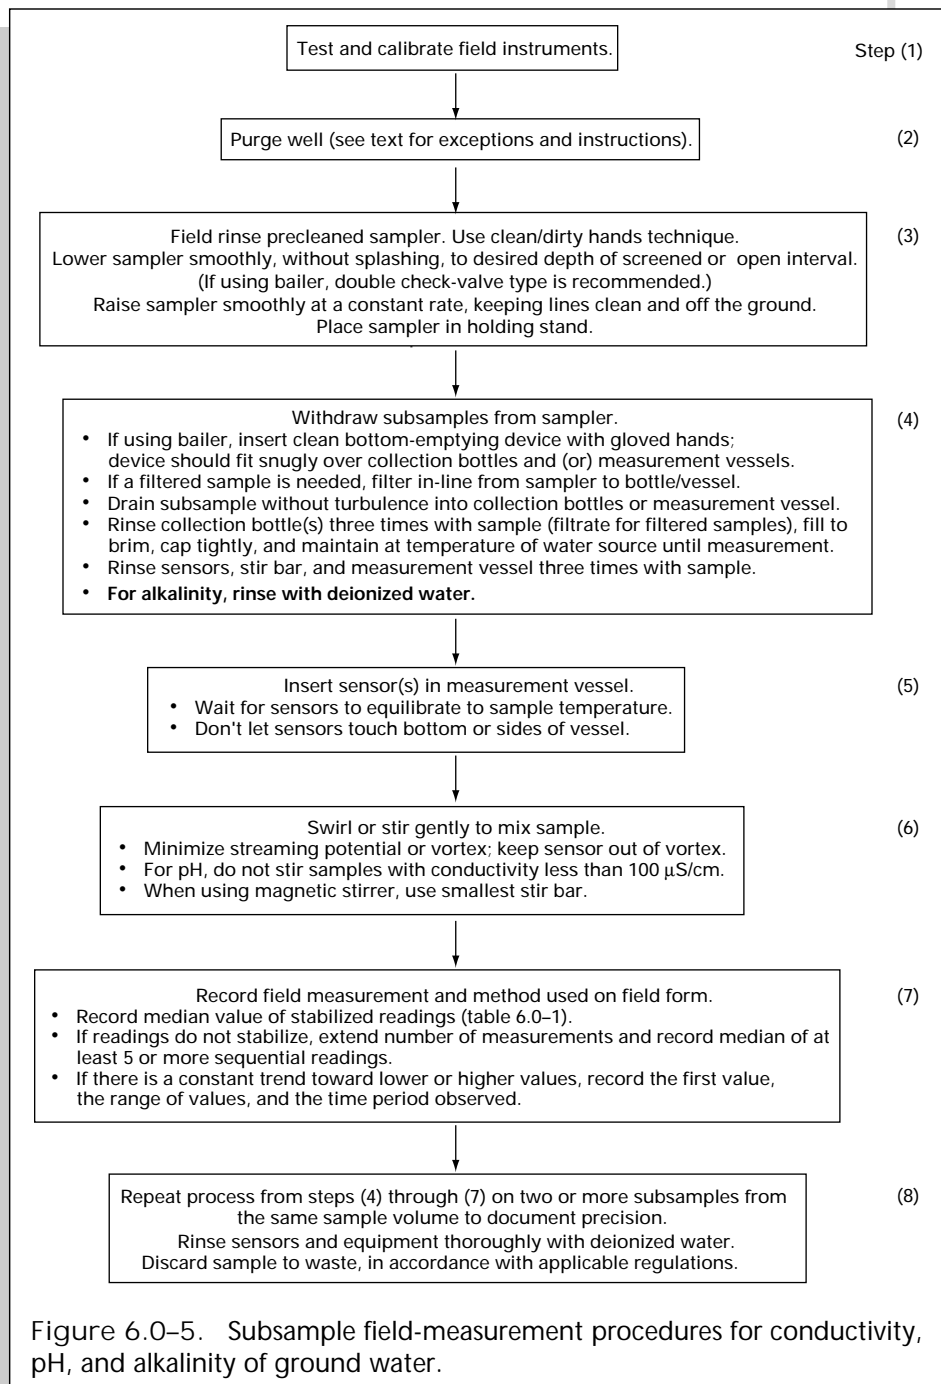 Test and calibrate field instruments.
Step (1)
Purge well (see text for exceptions and instructions).
(2)
Field rinse precleaned sampler. Use clean/dirty hands technique.
(3)
Lower sampler smoothly, without splashing, to desired depth of screened or open interval.
(If using bailer, double check-valve type is recommended.)
Raise sampler smoothly at a constant rate, keeping lines clean and off the ground.
Place sampler in holding stand.
Withdraw subsamples from sampler.
(4)
• If using bailer, insert clean bottom-emptying device with gloved hands;
device should fit snugly over collection bottles and (or) measurement vessels.
• If a filtered sample is needed, filter in-line from sampler to bottle/vessel.
• Drain subsample without turbulence into collection bottles or measurement vessel.
• Rinse collection bottle(s) three times with sample (filtrate for filtered samples), fill to
brim, cap tightly, and maintain at temperature of water source until measurement.
• Rinse sensors, stir bar, and measurement vessel three times with sample.
• For alkalinity, rinse with deionized water.
Insert sensor(s) in measurement vessel.
(5)
• Wait for sensors to equilibrate to sample temperature.
• Don't let sensors touch bottom or sides of vessel.
Swirl or stir gently to mix sample.
(6)
• Minimize streaming potential or vortex; keep sensor out of vortex.
• For pH, do not stir samples with conductivity less than 100 µS/cm.
• When using magnetic stirrer, use smallest stir bar.
Record field measurement and method used on field form.
(7)
• Record median value of stabilized readings (table 6.0–1).
• If readings do not stabilize, extend number of measurements and record median of at
least 5 or more sequential readings.
• If there is a constant trend toward lower or higher values, record the first value,
the range of values, and the time period observed.
Repeat process from steps (4) through (7) on two or more subsamples from
(8)
the same sample volume to document precision.
Rinse sensors and equipment thoroughly with deionized water.
Discard sample to waste, in accordance with applicable regulations.
Figure 6.0–5. Subsample field-measurement procedures for conductivity,
pH, and alkalinity of ground water.